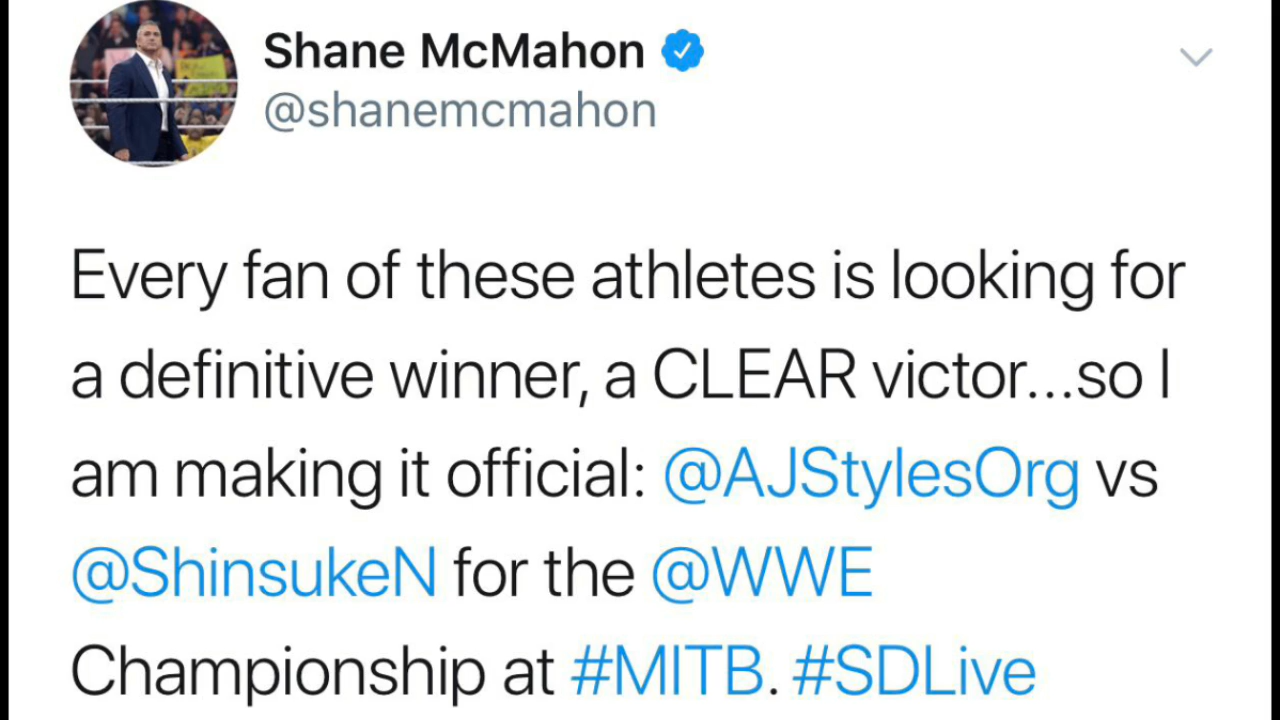 Shane McMahon
@shanemcmahon
Every fan of these athletes is looking for
a definitive winner, a CLEAR victor...so I
am making it official: @AJStylesOrg vs
@ShinsukeN for the @WWE
Championship at #MITB. #SDLive